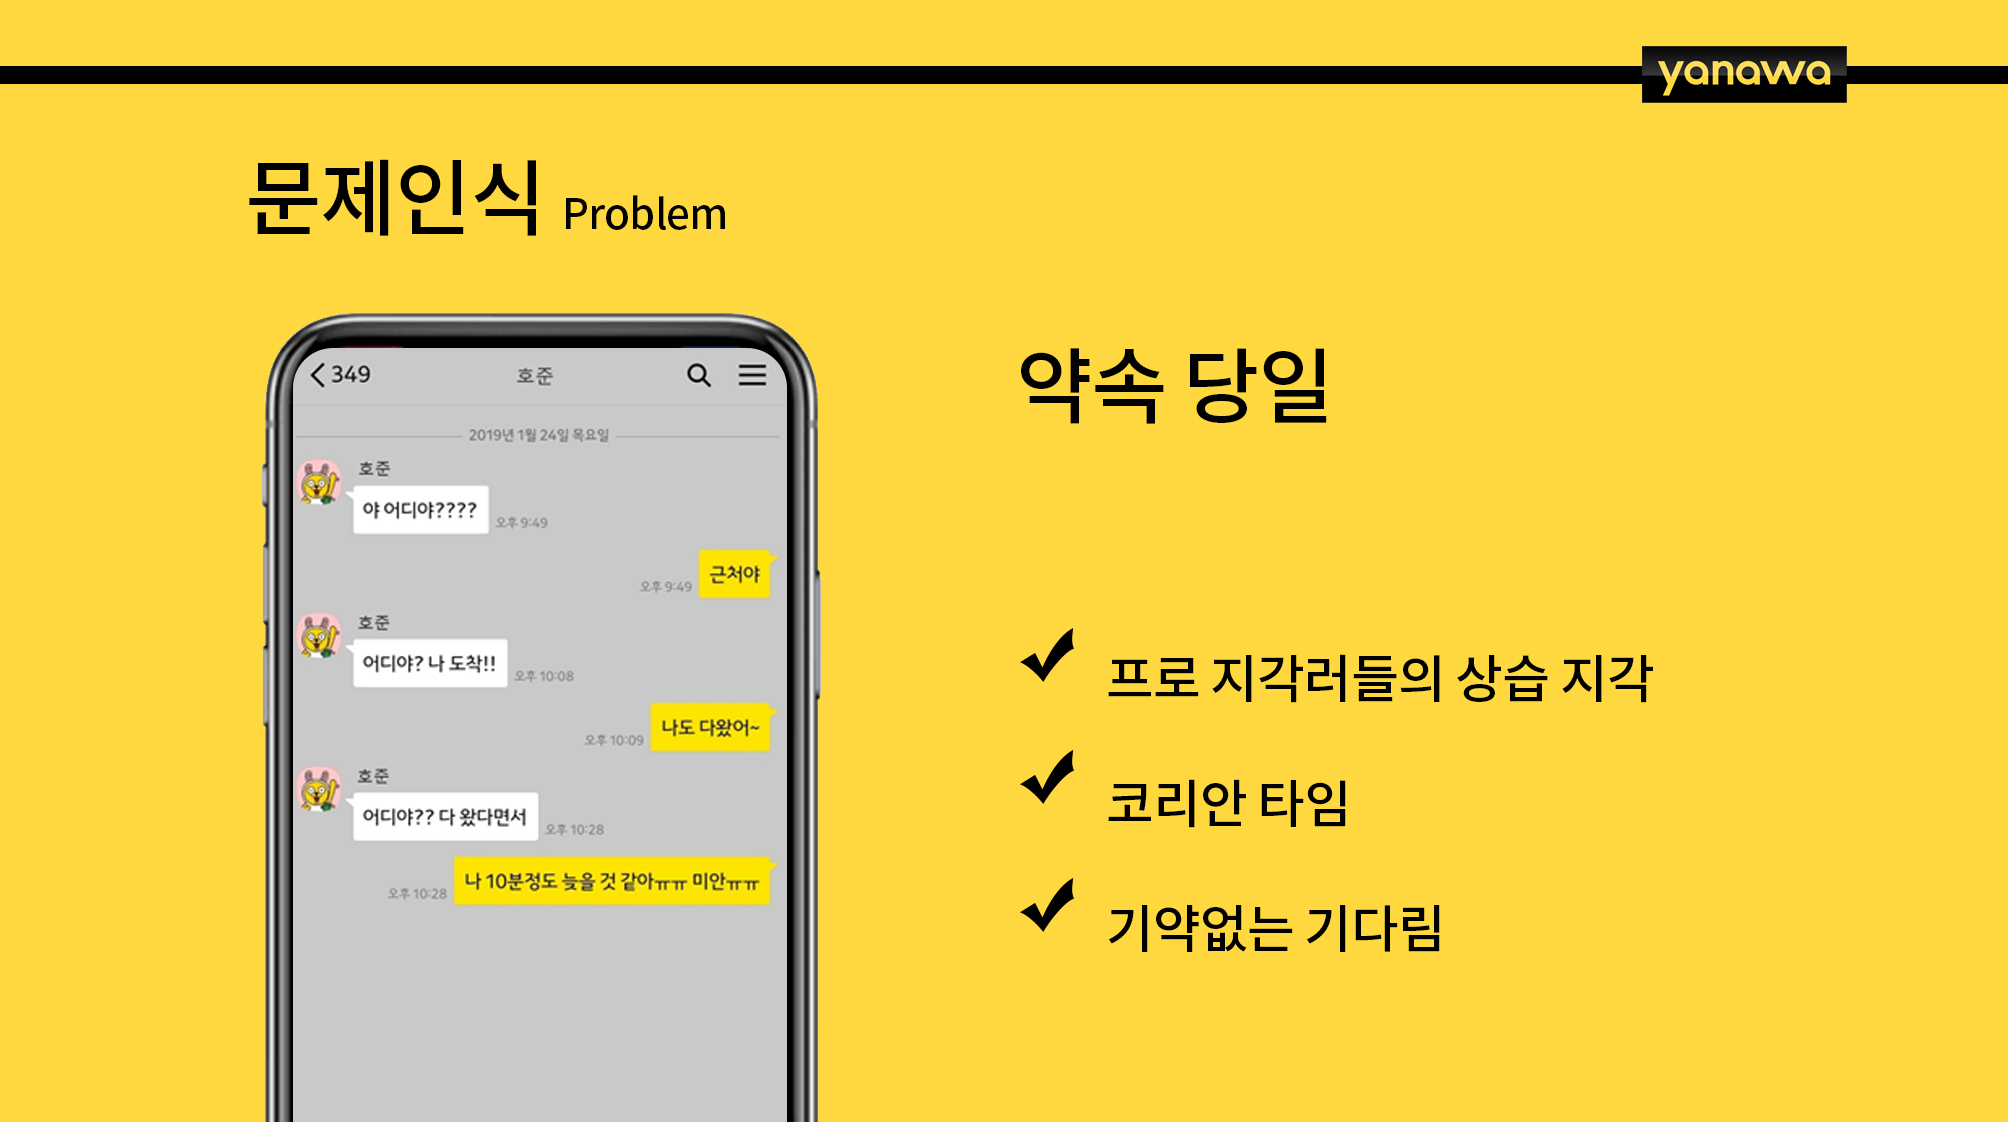 yanawa
문제인식 Problem
349 호준
2019년 1월 24일 목요일
호준
야 어디야????
오후 9:49
근처야
오후 9:49
호준
어디야? 나 도착!!
오후 10:08
나도 다왔어~
오후 10:09
호준
어디야?? 다 왔다면서
오후 10:28
나 10분정도 늦을 것 같아ㅠㅠ 미안ㅠㅠ
오후 10:28
약속 당일
프로 지각러들의 상습 지각
코리안 타임
기약없는 기다림